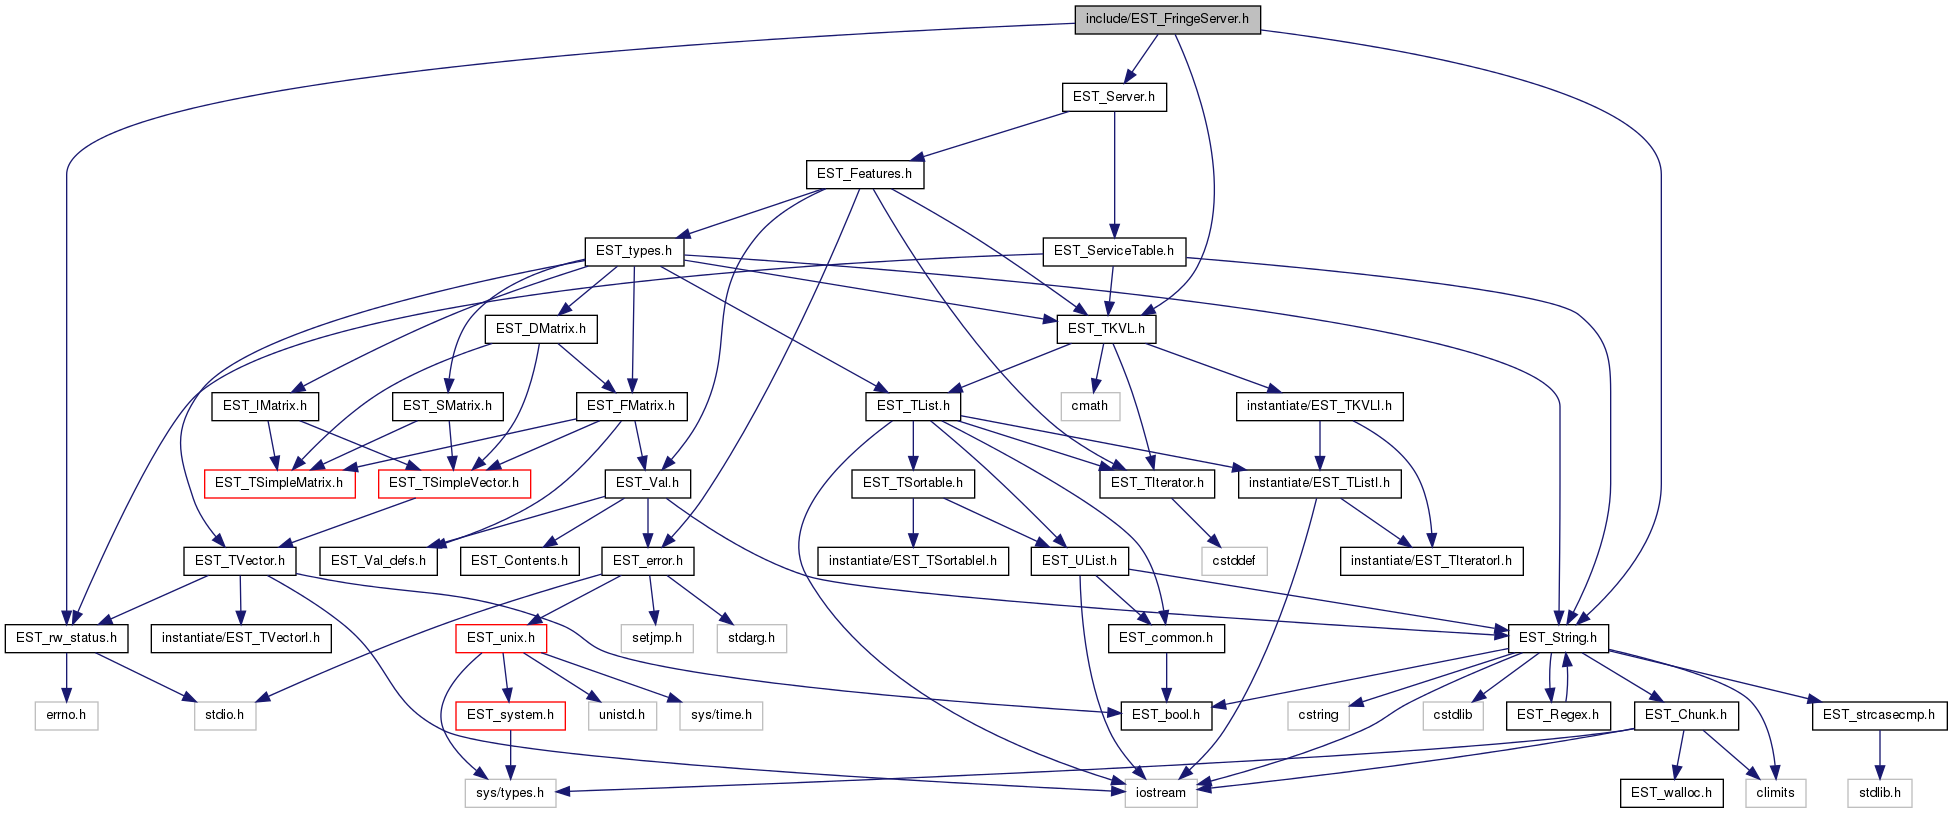 include/EST_FringeServer.h
EST_Server.h
EST_Features.h
EST_types.h
EST_ServiceTable.h
EST_DMatrix.h
EST_TKVL.h
EST_IMatrix.h
EST_SMatrix.h
EST_FMatrix.h
EST_TList.h
cmath
instantiate/EST_TKVLI.h
EST_TSimpleMatrix.h
EST_TSimpleVector.h
EST_Val.h
EST_TSortable.h
EST_TIterator.h
instantiate/EST_TListI.h
EST_TVector.h
EST_Val_defs.h
EST_Contents.h
EST_error.h
instantiate/EST_TSortableI.h
EST_UList.h
cstddef
instantiate/EST_TIteratorI.h
EST_rw_status.h
instantiate/EST_TVectorI.h
EST_unix.h
setjmp.h
stdarg.h
EST_common.h
EST_String.h
errno.h
stdio.h
EST_system.h
unistd.h
sys/time.h
EST_bool.h
cstring
cstdlib
EST_Regex.h
EST_Chunk.h
EST_strcasecmp.h
sys/types.h
iostream
EST_walloc.h
climits
stdlib.h